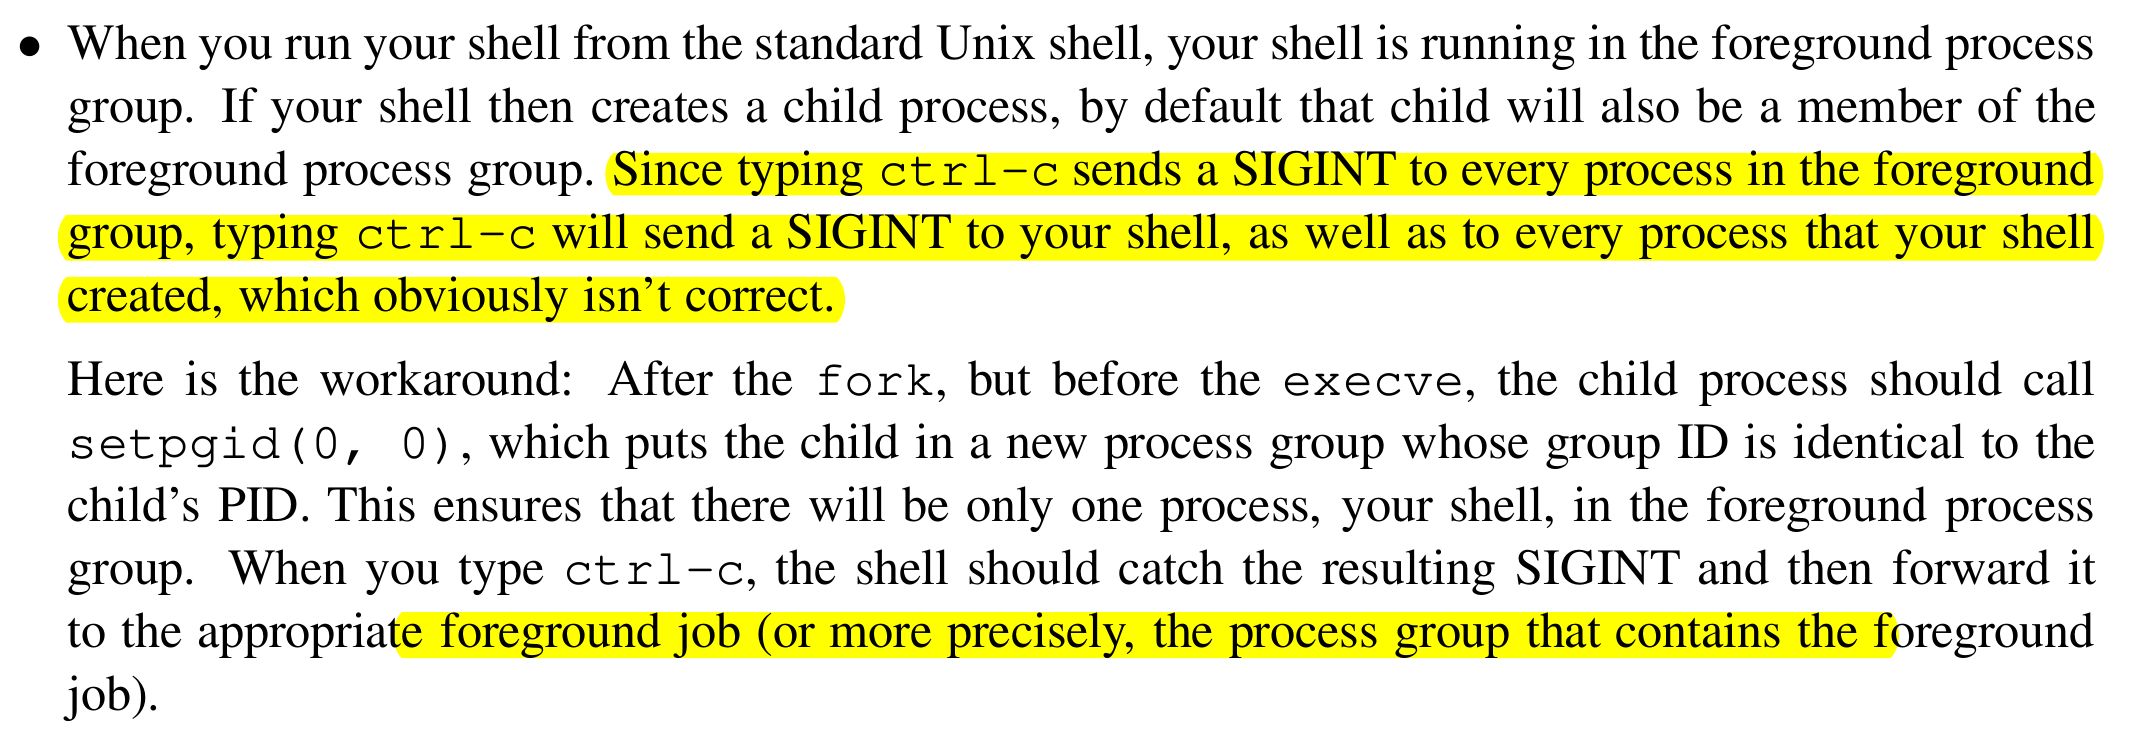 • When you run your shell from the standard Unix shell, your shell is running in the foreground process
group. If your shell then creates a child process, by default that child will also be a member of the
foreground process group. Since typing ctrl-c sends a SIGINT to every process in the foreground
group, typing ctrl-c will send a SIGINT to your shell, as well as to every process that your shell
created, which obviously isn’t correct.
Here is the workaround: After the fork, but before the execve, the child process should call
setpgid(0, 0), which puts the child in a new process group whose group ID is identical to the
child’s PID. This ensures that there will be only one process, your shell, in the foreground process
group. When you type ctrl-c, the shell should catch the resulting SIGINT and then forward it
to the appropriate foreground job (or more precisely, the process group that contains the foreground
job).